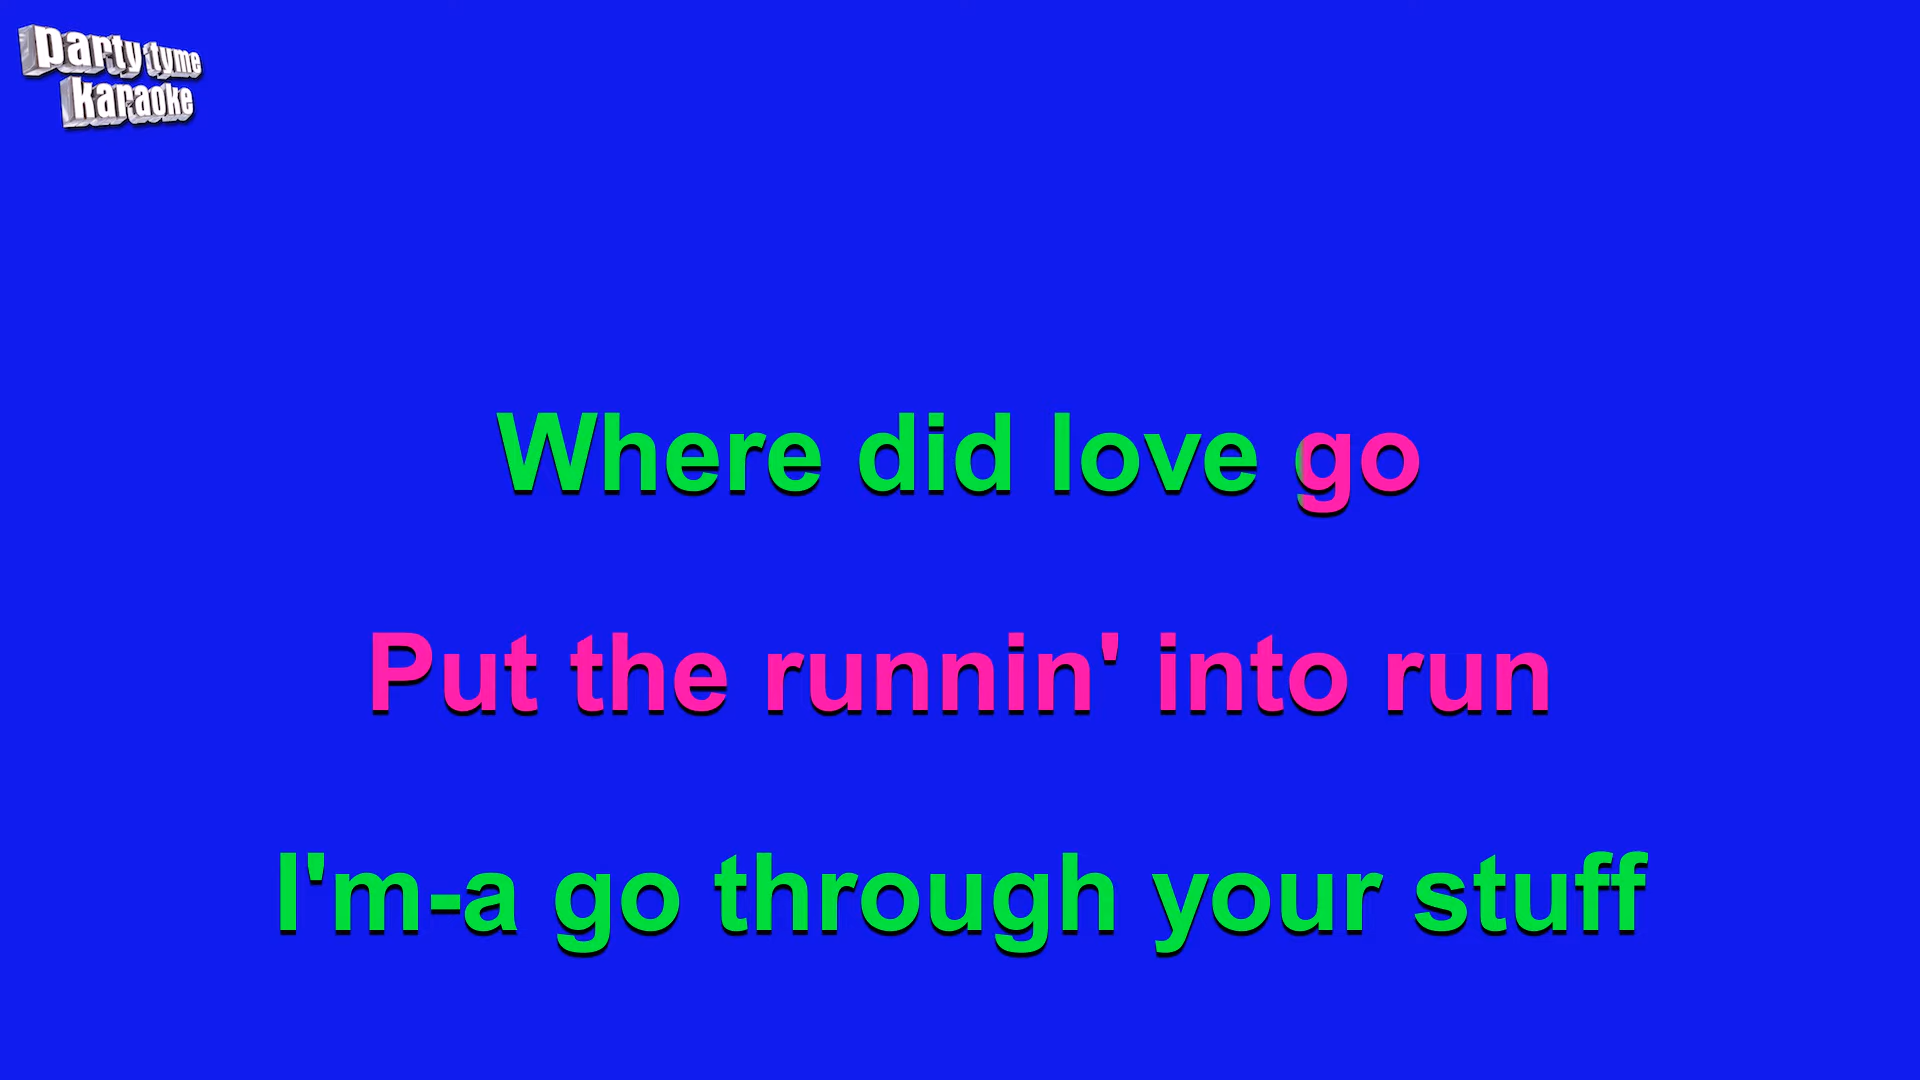 party tyme
karaoke
Where did love go
Put the runnin' into run
I'm-a go through your stuff